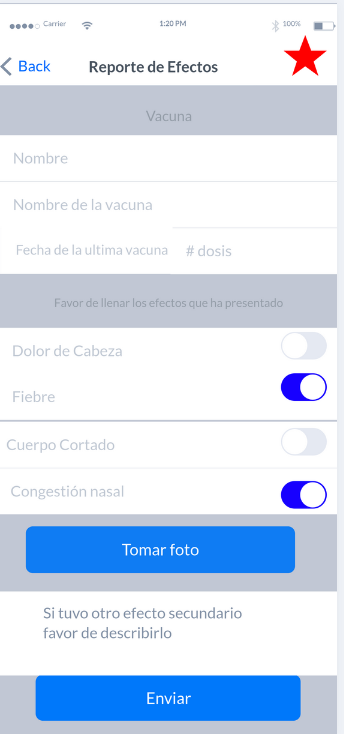 Carrier
1:20 PM
100%
Back
Reporte de Efectos
Vacuna
Nombre
Nombre de la vacuna
Fecha de la ultima vacuna
# dosis
Favor de llenar los efectos que ha presentado
Dolor de Cabeza
Fiebre
Cuerpo Cortado
Congestión nasal
Tomar foto
Si tuvo otro efecto secundario
favor de describirlo
Enviar